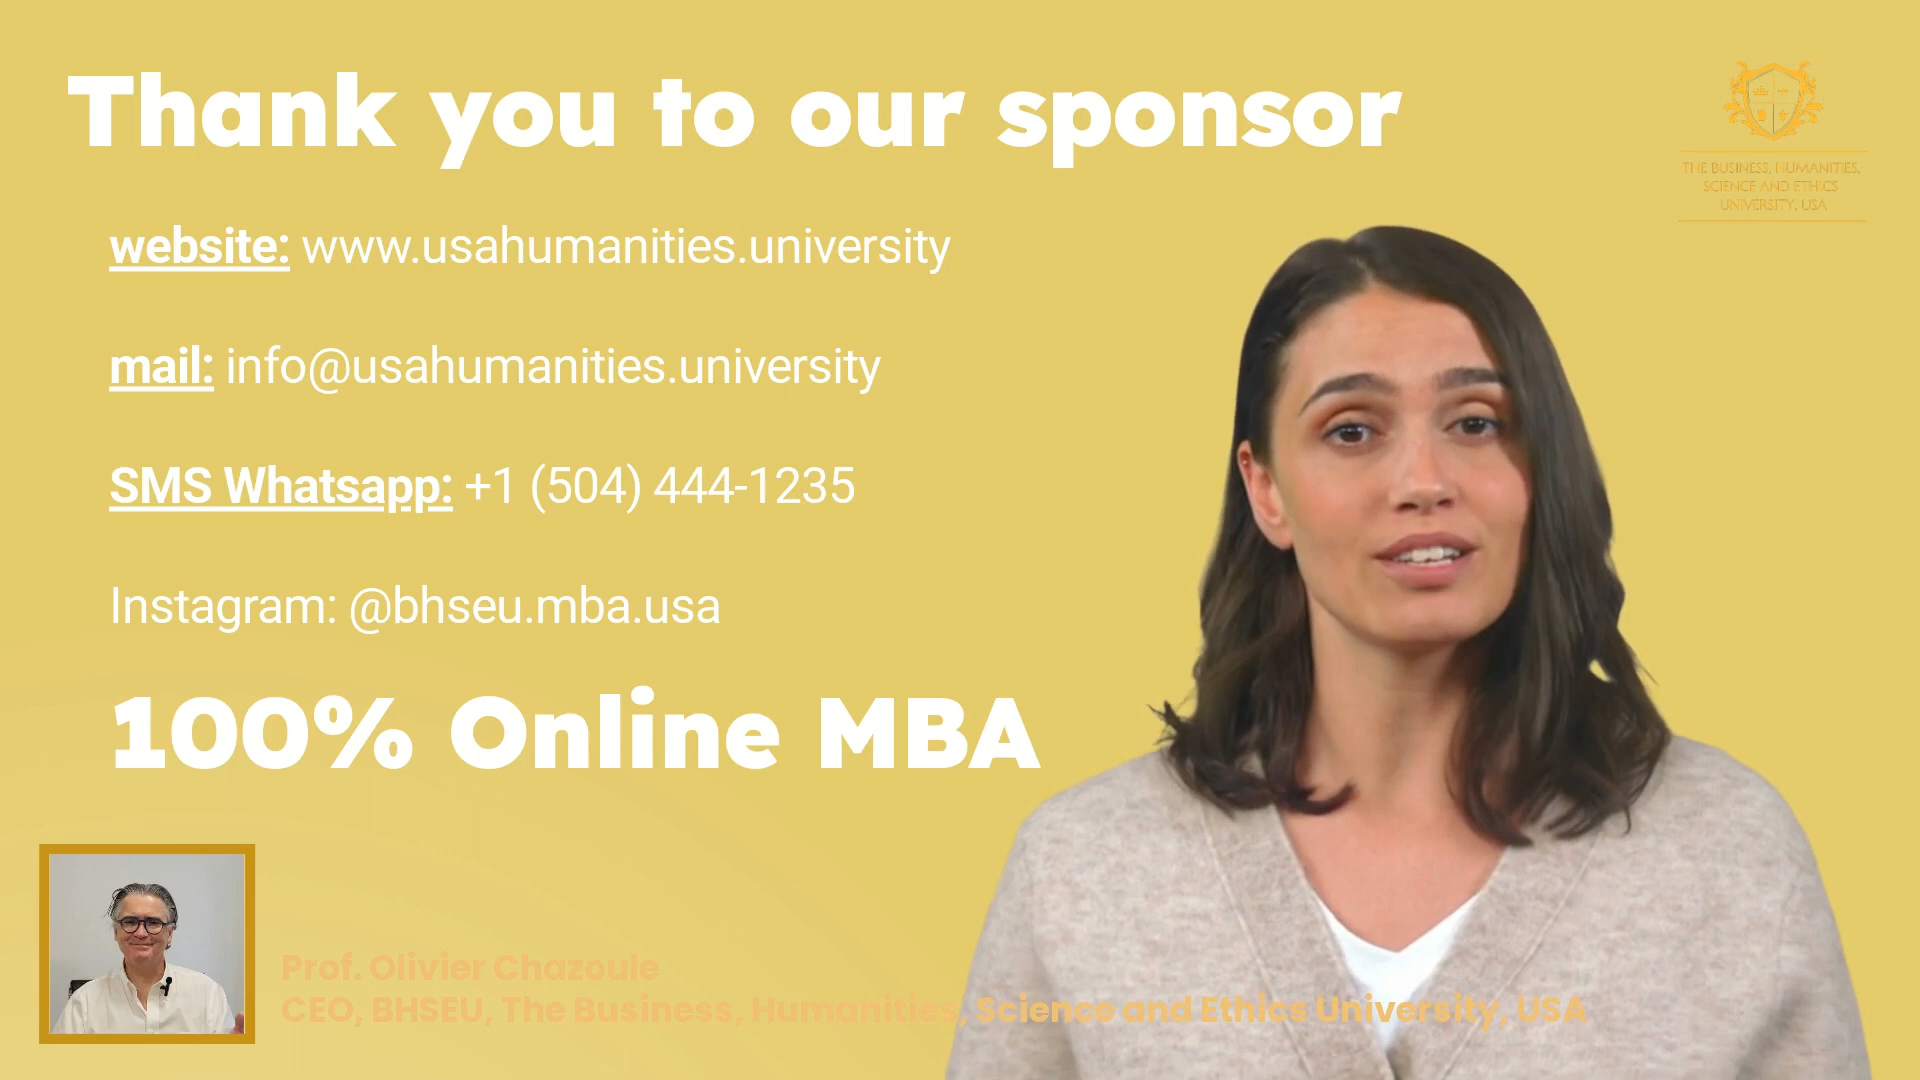 Thank you to our sponsor
THE BUSINESS, HUMANITIES,
SCIENCE AND ETHICS
UNIVERSITY, USA
website: www.usahumanities.university
mail: info@usahumanities.university
SMS Whatsapp: +1 (504) 444-1235
Instagram: @bhseu.mba.usa
100% Online MBA
Prof. Olivier Chazoule
CEO, BHSEU, The Business, Humanities, Science and Ethics University, USA